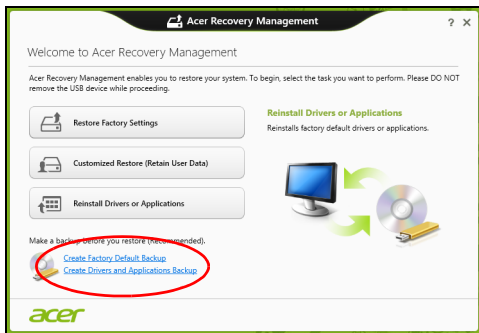 Acer Recovery Management
? ×
Welcome to Acer Recovery Management
Acer Recovery Management enables you to restore your system. To begin, select the task you want to perform. Please DO NOT
remove the USB device while proceeding.
Restore Factory Settings
Customized Restore (Retain User Data)
Reinstall Drivers or Applications
Reinstall Drivers or Applications
Reinstalls factory default drivers or applications.
Make a backup before you restore (Recommended).
Create Factory Default Backup
Create Drivers and Applications Backup
acer